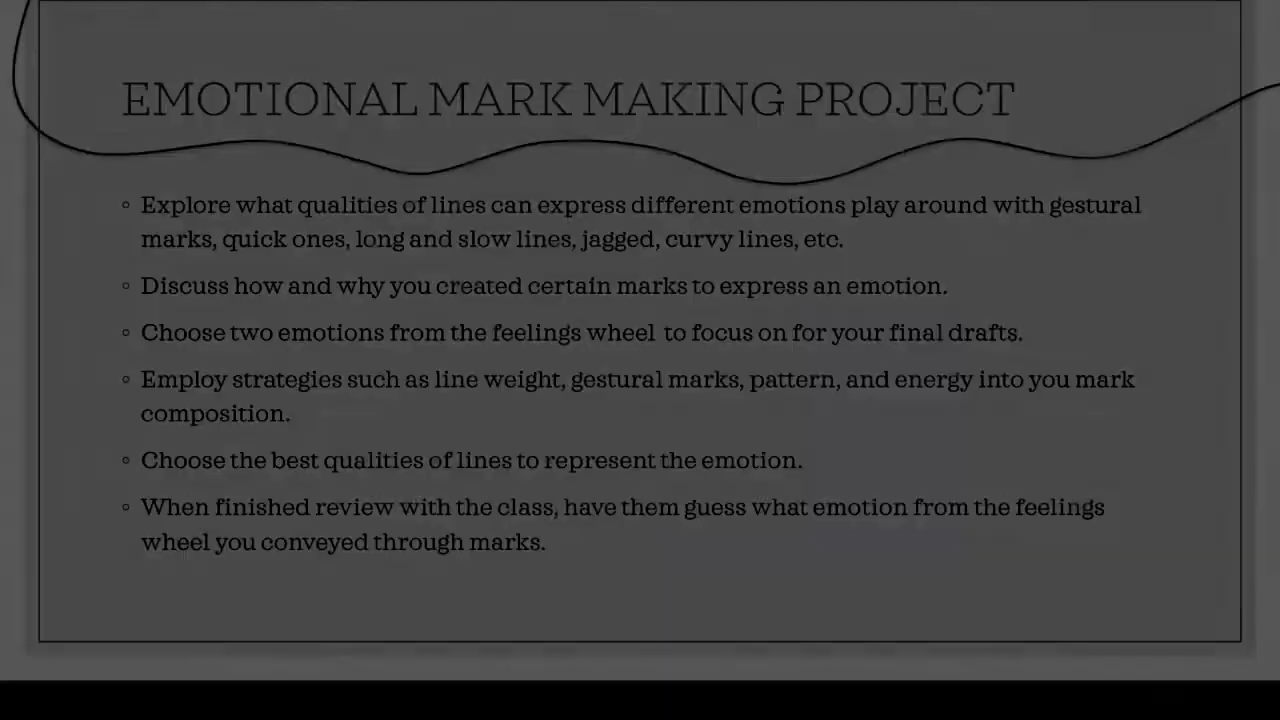 EMOTIONAL MARK MAKING PROJECT
◦ Explore what qualities of lines can express different emotions play around with gestural
marks, quick ones, long and slow lines, jagged, curvy lines, etc.
◦ Discuss how and why you created certain marks to express an emotion.
◦ Choose two emotions from the feelings wheel to focus on for your final drafts.
◦ Employ strategies such as line weight, gestural marks, pattern, and energy into you mark
composition.
◦ Choose the best qualities of lines to represent the emotion.
◦ When finished review with the class, have them guess what emotion from the feelings
wheel you conveyed through marks.